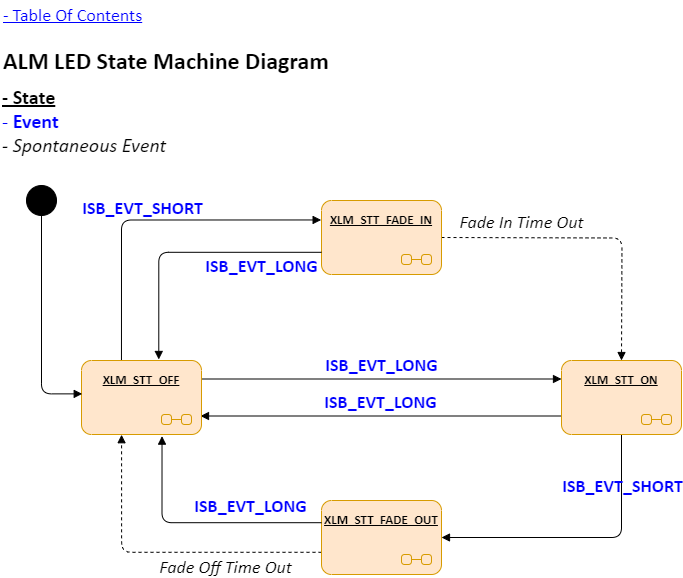 - Table Of Contents
ALM LED State Machine Diagram
- State
- Event
- Spontaneous Event
ISB_EVT_SHORT
XLM_STT_FADE_IN
Fade In Time Out
ISB_EVT_LONG
XLM_STT_OFF
ISB_EVT_LONG
XLM_STT_ON
ISB_EVT_LONG
ISB_EVT_SHORT
ISB_EVT_LONG
XLM_STT_FADE_OUT
Fade Off Time Out